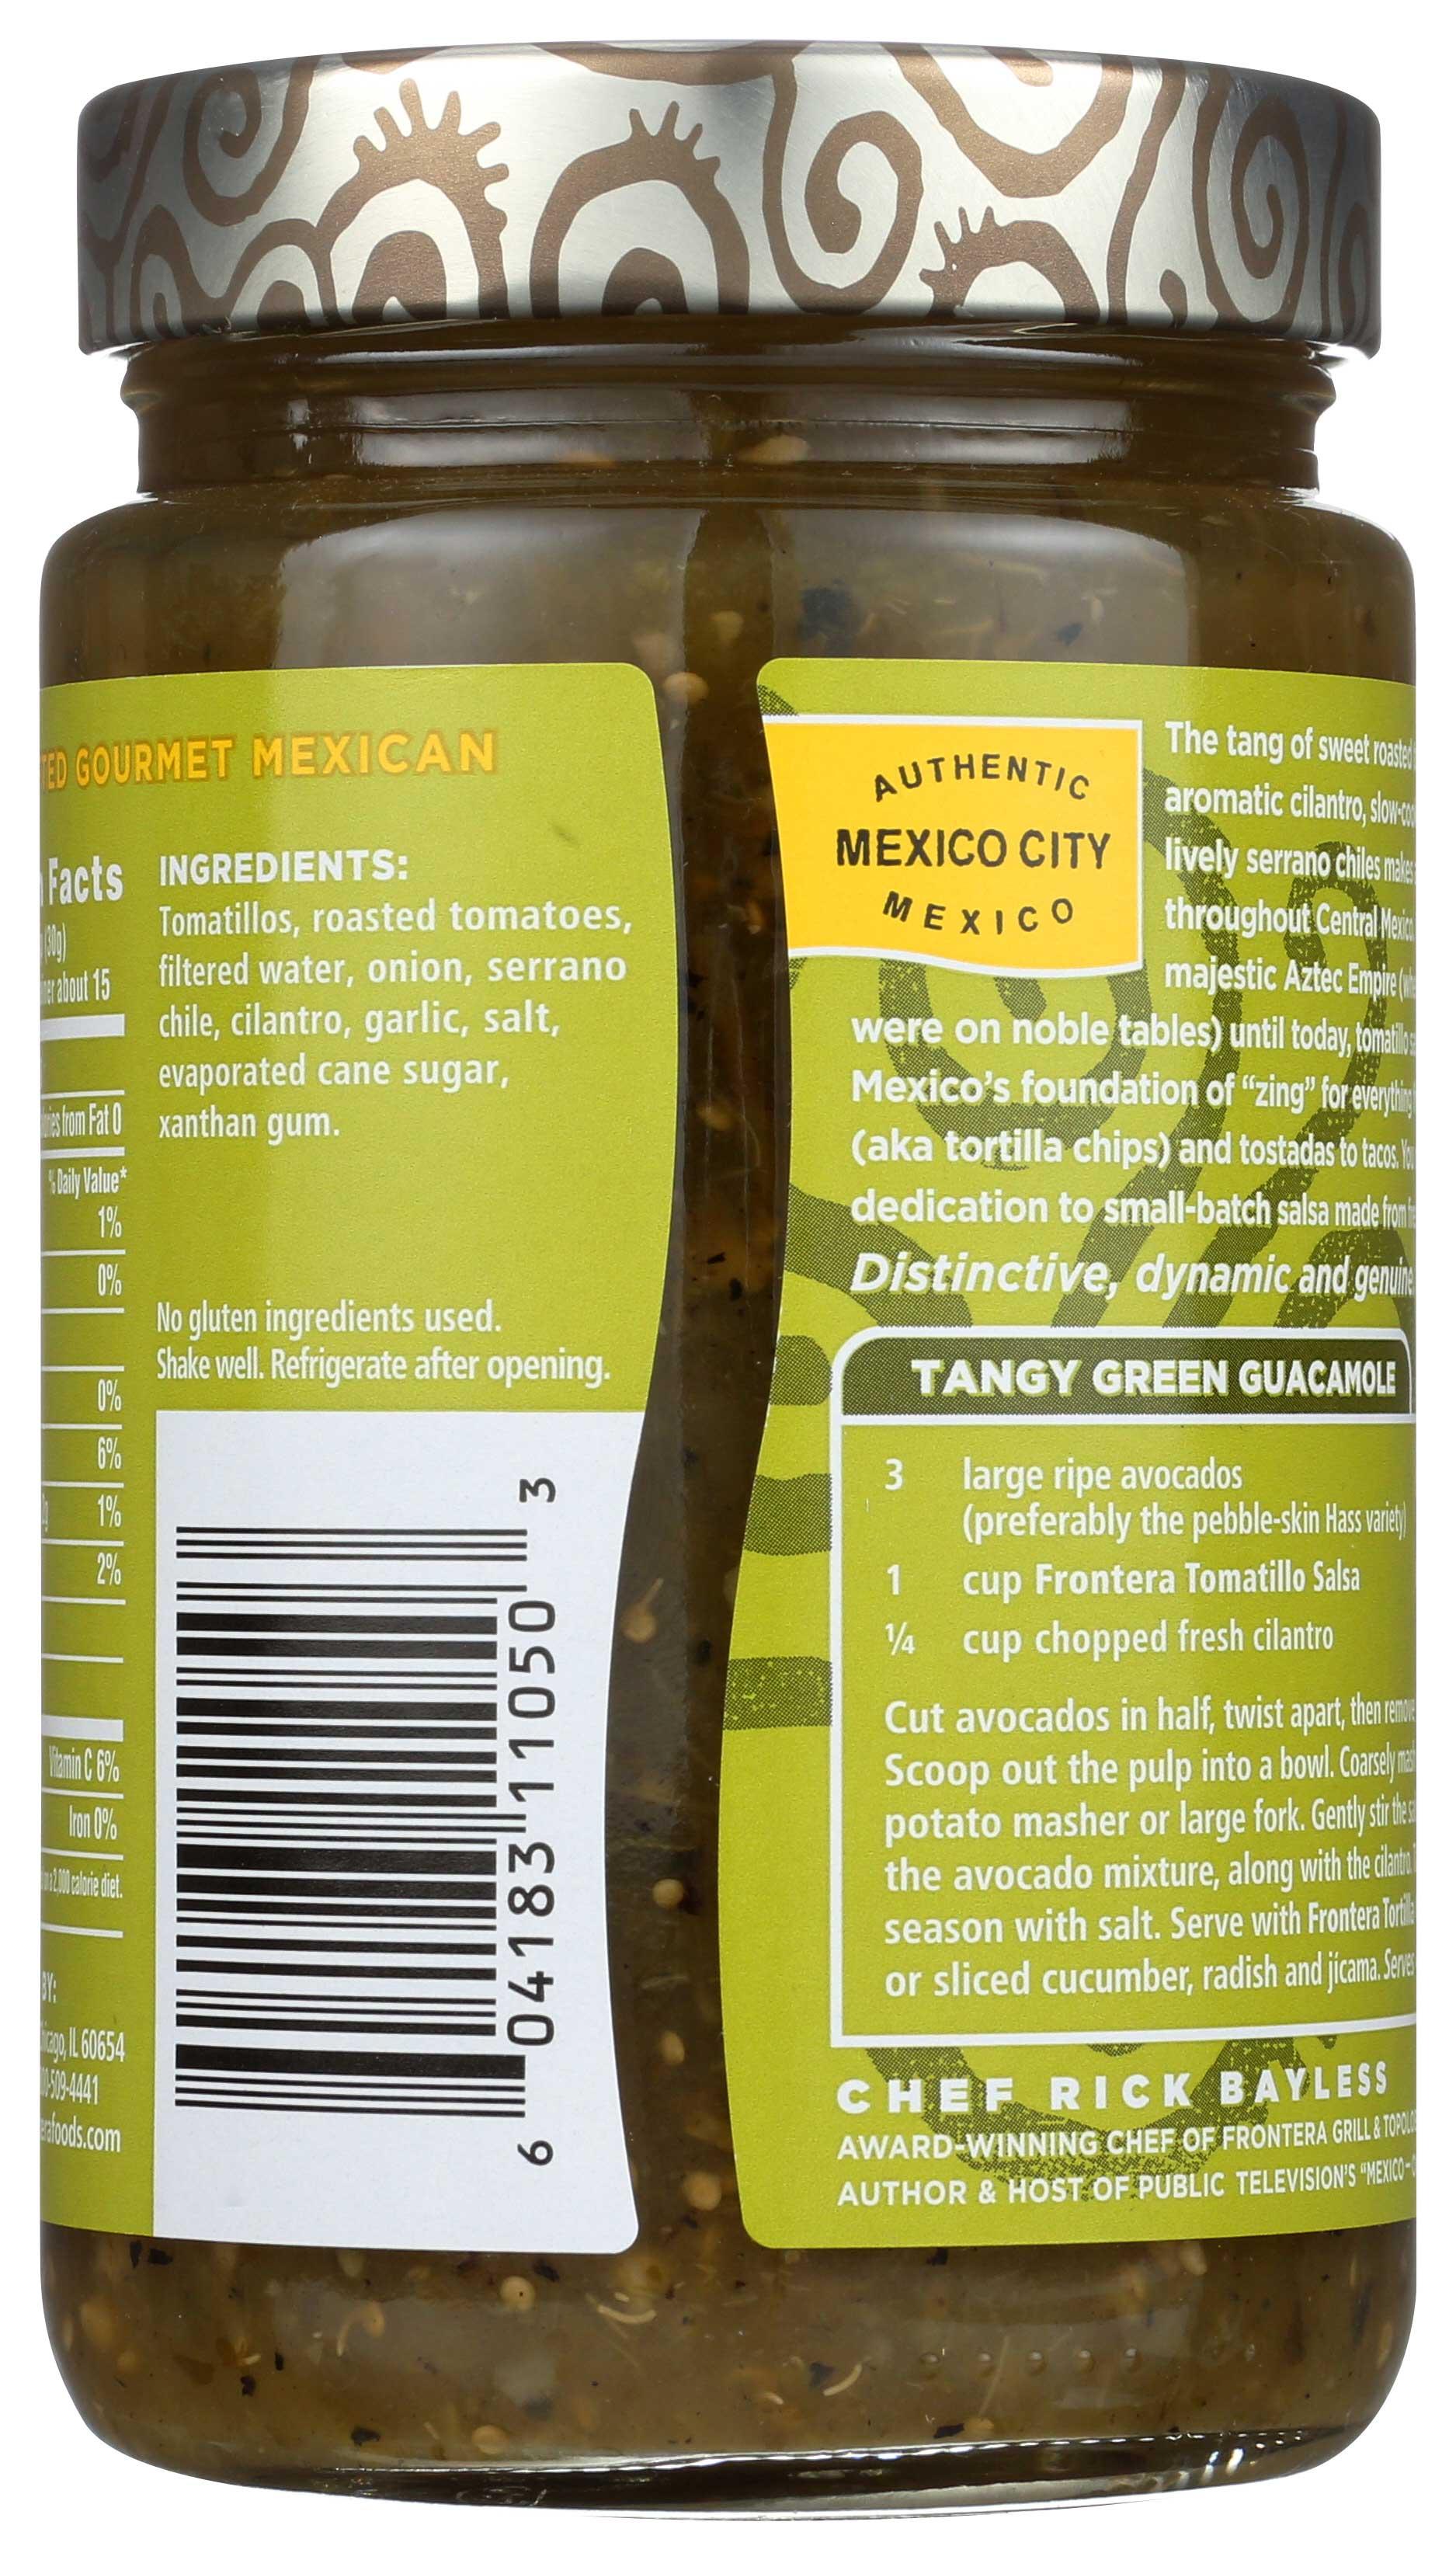 TED GOURMET MEXICAN
Facts
(30g)
about 15
from Fat 0
% Daily Value*
1%
0%
0%
6%
1%
2%
Vitamin C 6%
Iron 0%
2,000 calorie diet.
BY:
IL 60654
-509-4441
foods.com
INGREDIENTS:
Tomatillos, roasted tomatoes,
filtered water, onion, serrano
chile, cilantro, garlic, salt,
evaporated cane sugar,
xanthan gum.
No gluten ingredients used.
Shake well. Refrigerate after opening.
6 04183 11050 3
AUTHENTIC
MEXICO CITY
MEXICO
The tang of sweet roasted
aromatic cilantro, slow-coo
lively serrano chiles makes
throughout Central Mexico.
majestic Aztec Empire
were on noble tables) until today, tomatillo
Mexico's foundation of "zing" for everything
(aka tortilla chips) and tostadas to tacos.
dedication to small-batch salsa made from
Distinctive, dynamic and genuine
TANGY GREEN GUACAMOLE
3 large ripe avocados
(preferably the pebble-skin Hass variety)
1 cup Frontera Tomatillo Salsa
¼ cup chopped fresh cilantro
Cut avocados in half, twist apart, then remove
Scoop out the pulp into a bowl. Coarsely
potato masher or large fork. Gently stir the
the avocado mixture, along with the cilantro.
season with salt. Serve with Frontera Tortilla
or sliced cucumber, radish and jícama. Serves
CHEF RICK BAYLESS
AWARD-WINNING CHEF OF FRONTERA GRILL & TOPOLO
AUTHOR & HOST OF PUBLIC TELEVISION'S "MEXICO—